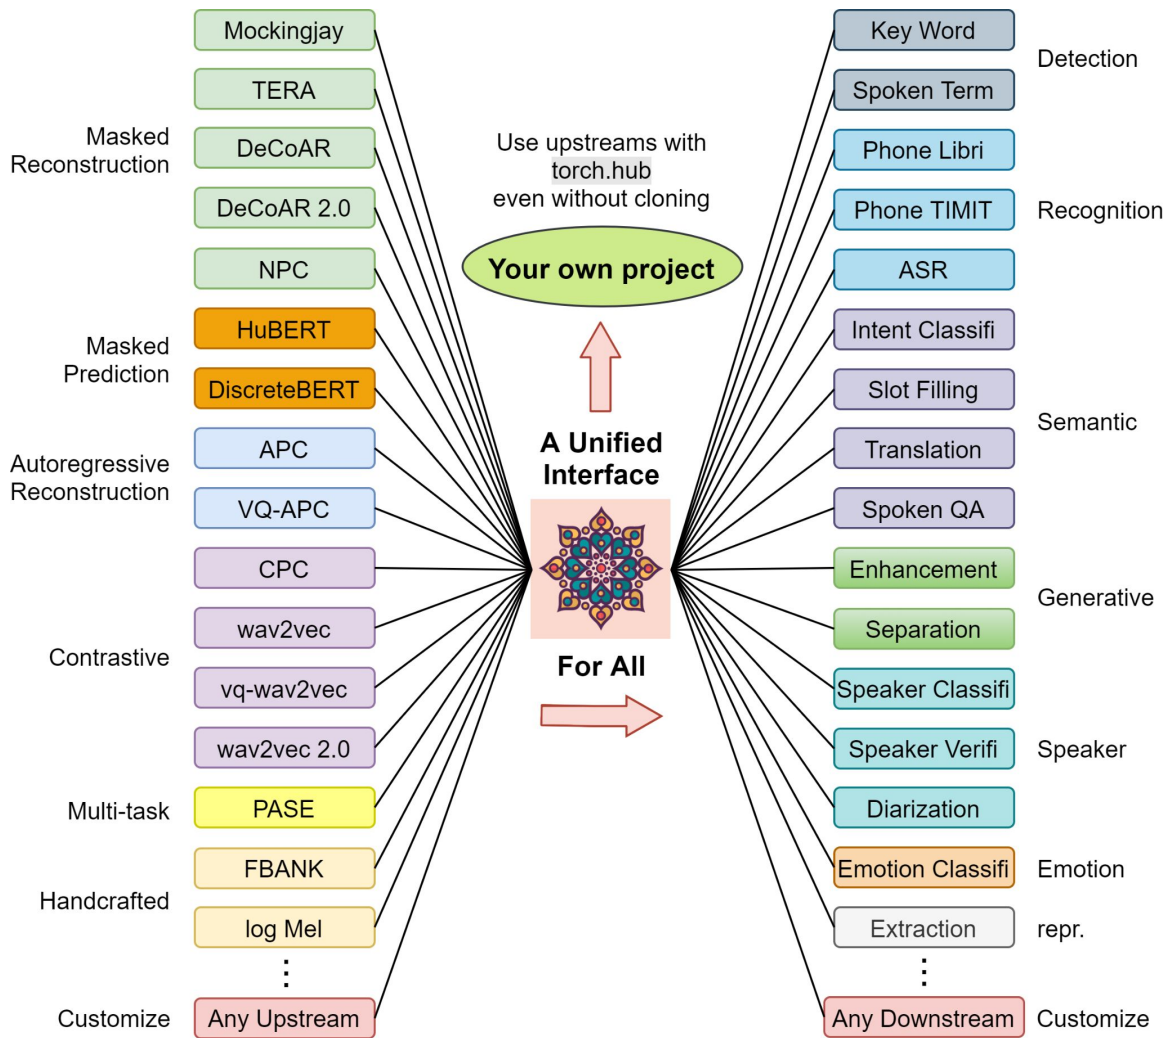 Masked
Reconstruction
Mockingjay
TERA
DeCoAR
DeCoAR 2.0
NPC
Masked
Prediction
HuBERT
DiscreteBERT
Autoregressive
Reconstruction
APC
VQ-APC
Contrastive
CPC
wav2vec
vq-wav2vec
wav2vec 2.0
Multi-task
PASE
Handcrafted
FBANK
log Mel
Customize
Any Upstream
Use upstreams with
torch.hub
even without cloning
Your own project
A Unified
Interface
For All
Key Word
Spoken Term
Detection
Phone Libri
Phone TIMIT
ASR
Recognition
Intent Classifi
Slot Filling
Translation
Spoken QA
Semantic
Enhancement
Separation
Generative
Speaker Classifi
Speaker Verifi
Diarization
Speaker
Emotion Classifi
Emotion
Extraction
repr.
Any Downstream
Customize